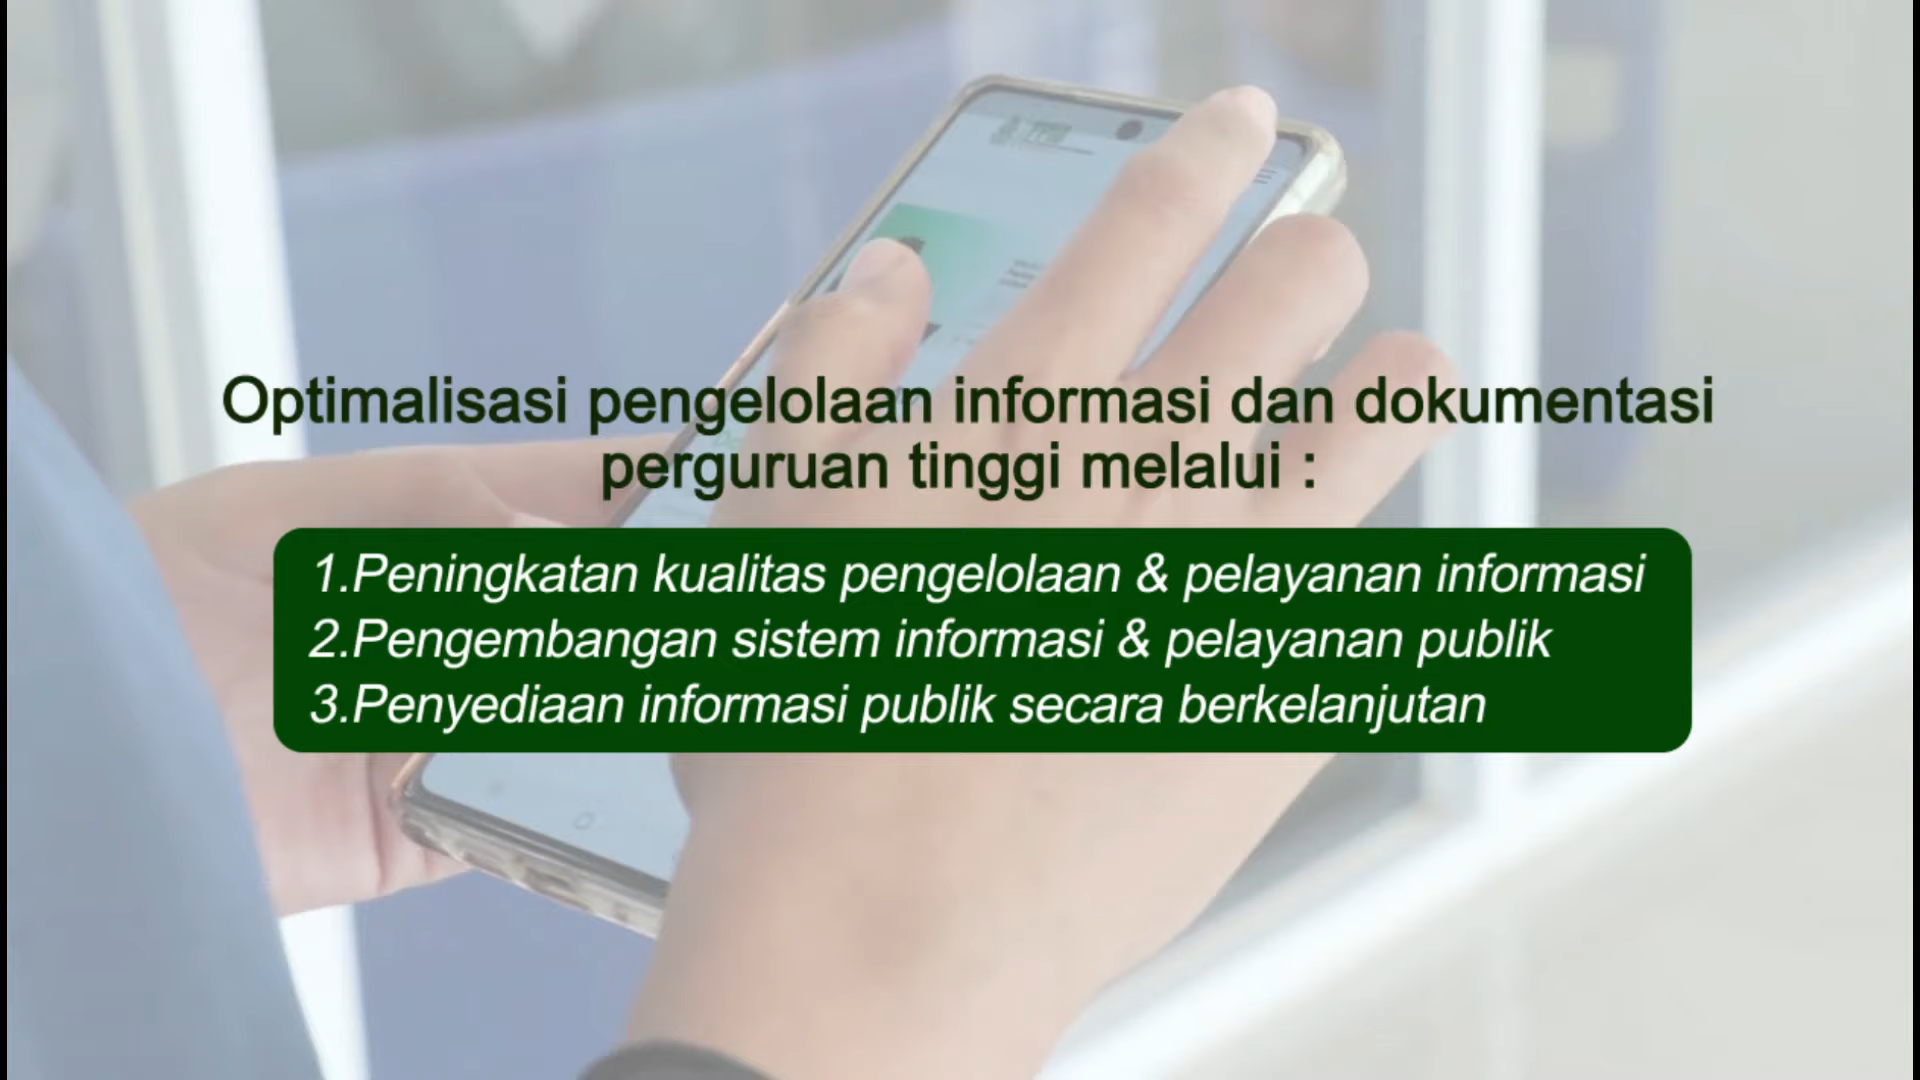 Optimalisasi pengelolaan informasi dan dokumentasi
perguruan tinggi melalui :
1.Peningkatan kualitas pengelolaan & pelayanan informasi
2.Pengembangan sistem informasi & pelayanan publik
3.Penyediaan informasi publik secara berkelanjutan